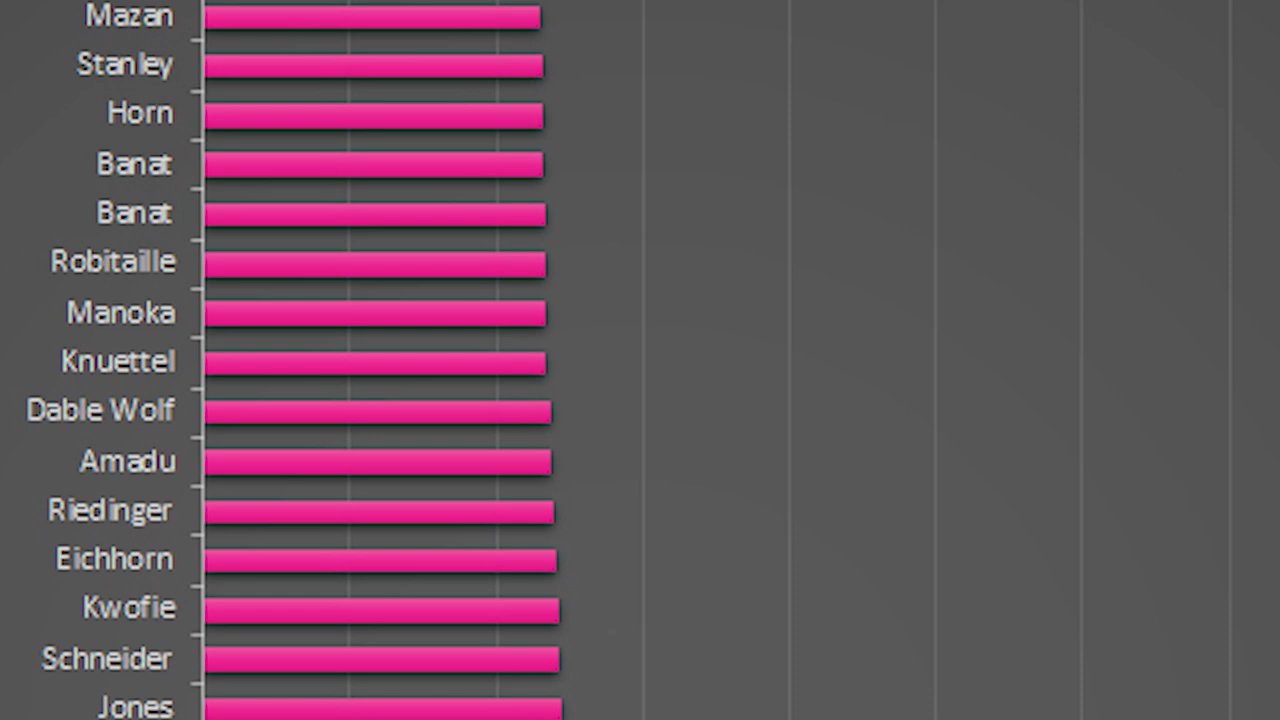 Mazan
Stanley
Horn
Banat
Banat
Robitaille
Manoka
Knuettel
Dable Wolf
Amadu
Riedinger
Eichhorn
Kwofie
Schneider
Jones